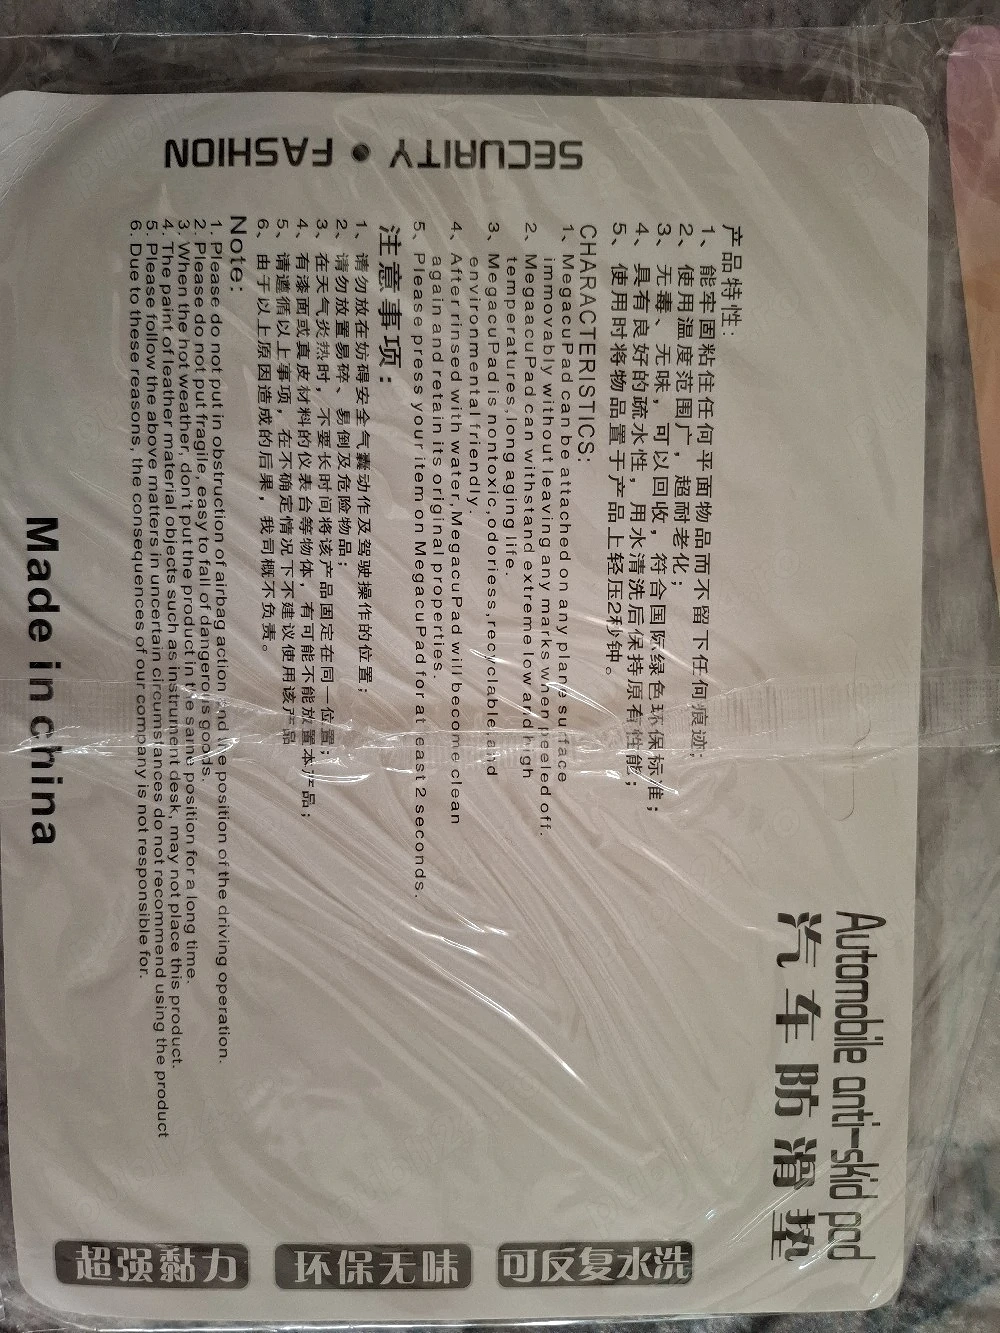 Automobile anti-skid pad
汽车防滑垫
产品特性:
1、能牢固粘住任何平面物品而不留下任何痕迹;
2、使用温度范围广，超耐老化;
3、无毒、无味，可以回收，符合国际绿色环保标准;
4、具有良好的疏水性，用水清洗后保持原有性能;
5、使用时将物品置于产品上轻压2秒钟。
CHARACTERISTICS:
1、MegacuPad can be attached on any plane surface
immovably without leaving any marks when peeled off.
2、MegaacuPad can withstand extreme low and high
temperatures,long aging life.
3、MegacuPad is nontoxic,odoriess,recyclable,and
environmental friendly.
4、After rinsed with water,MegacuPad will become clean
again and retain its original properties.
5、Please press your item on MegacuPad for at least 2 seconds.
注意事项:
1、请勿放在妨碍安全气囊动作及驾驶操作的位置;
2、请勿放置易碎、易倒及危险物品;
3、在天气炎热时，不要长时间将该产品固定在同一位置;
4、有漆面或真皮材料的仪表台等物体，有可能不能放置本产品;
5、请遵循以上事项，在不确定情况下不建议使用该产品
6、由于以上原因造成的后果，我司概不负责。
Note:
1. Please do not put in obstruction of airbag action and the position of the driving operation.
2. Please do not put fragile, easy to fall of dangerous goods.
3. When the hot weather, don't put the product in the same position for a long time.
4. The paint of leather material objects such as instrument desk, may not place this product.
5. Please follow the above matters in uncertain circumstances do not recommend using the product
6. Due to these reasons, the consequences of our company is not responsible for.
Made in china
SECURITY • FASHION
可反复水洗
环保无味
超强黏力